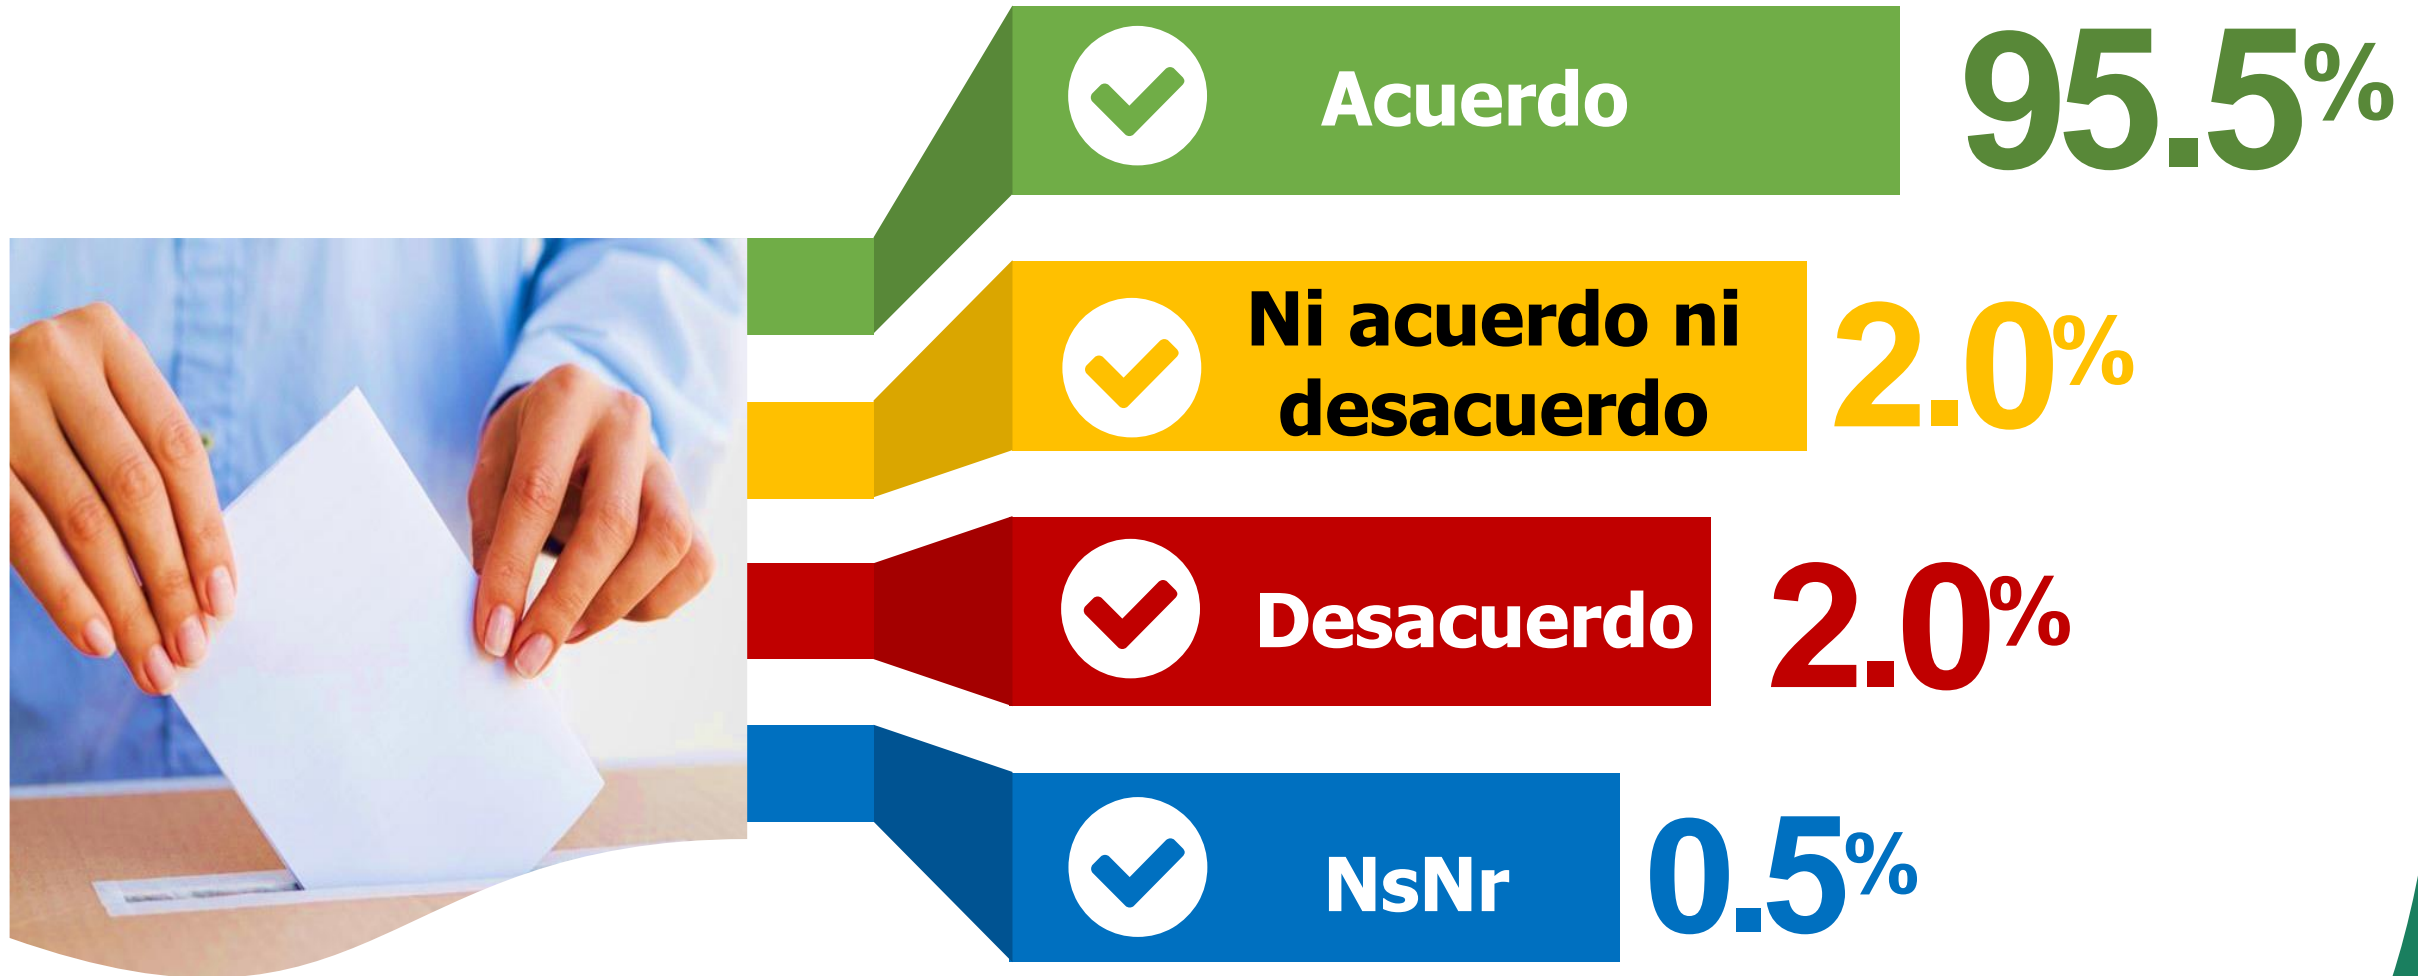 Acuerdo
95.5%
Ni acuerdo ni
desacuerdo
2.0%
Desacuerdo
2.0%
NsNr
0.5%